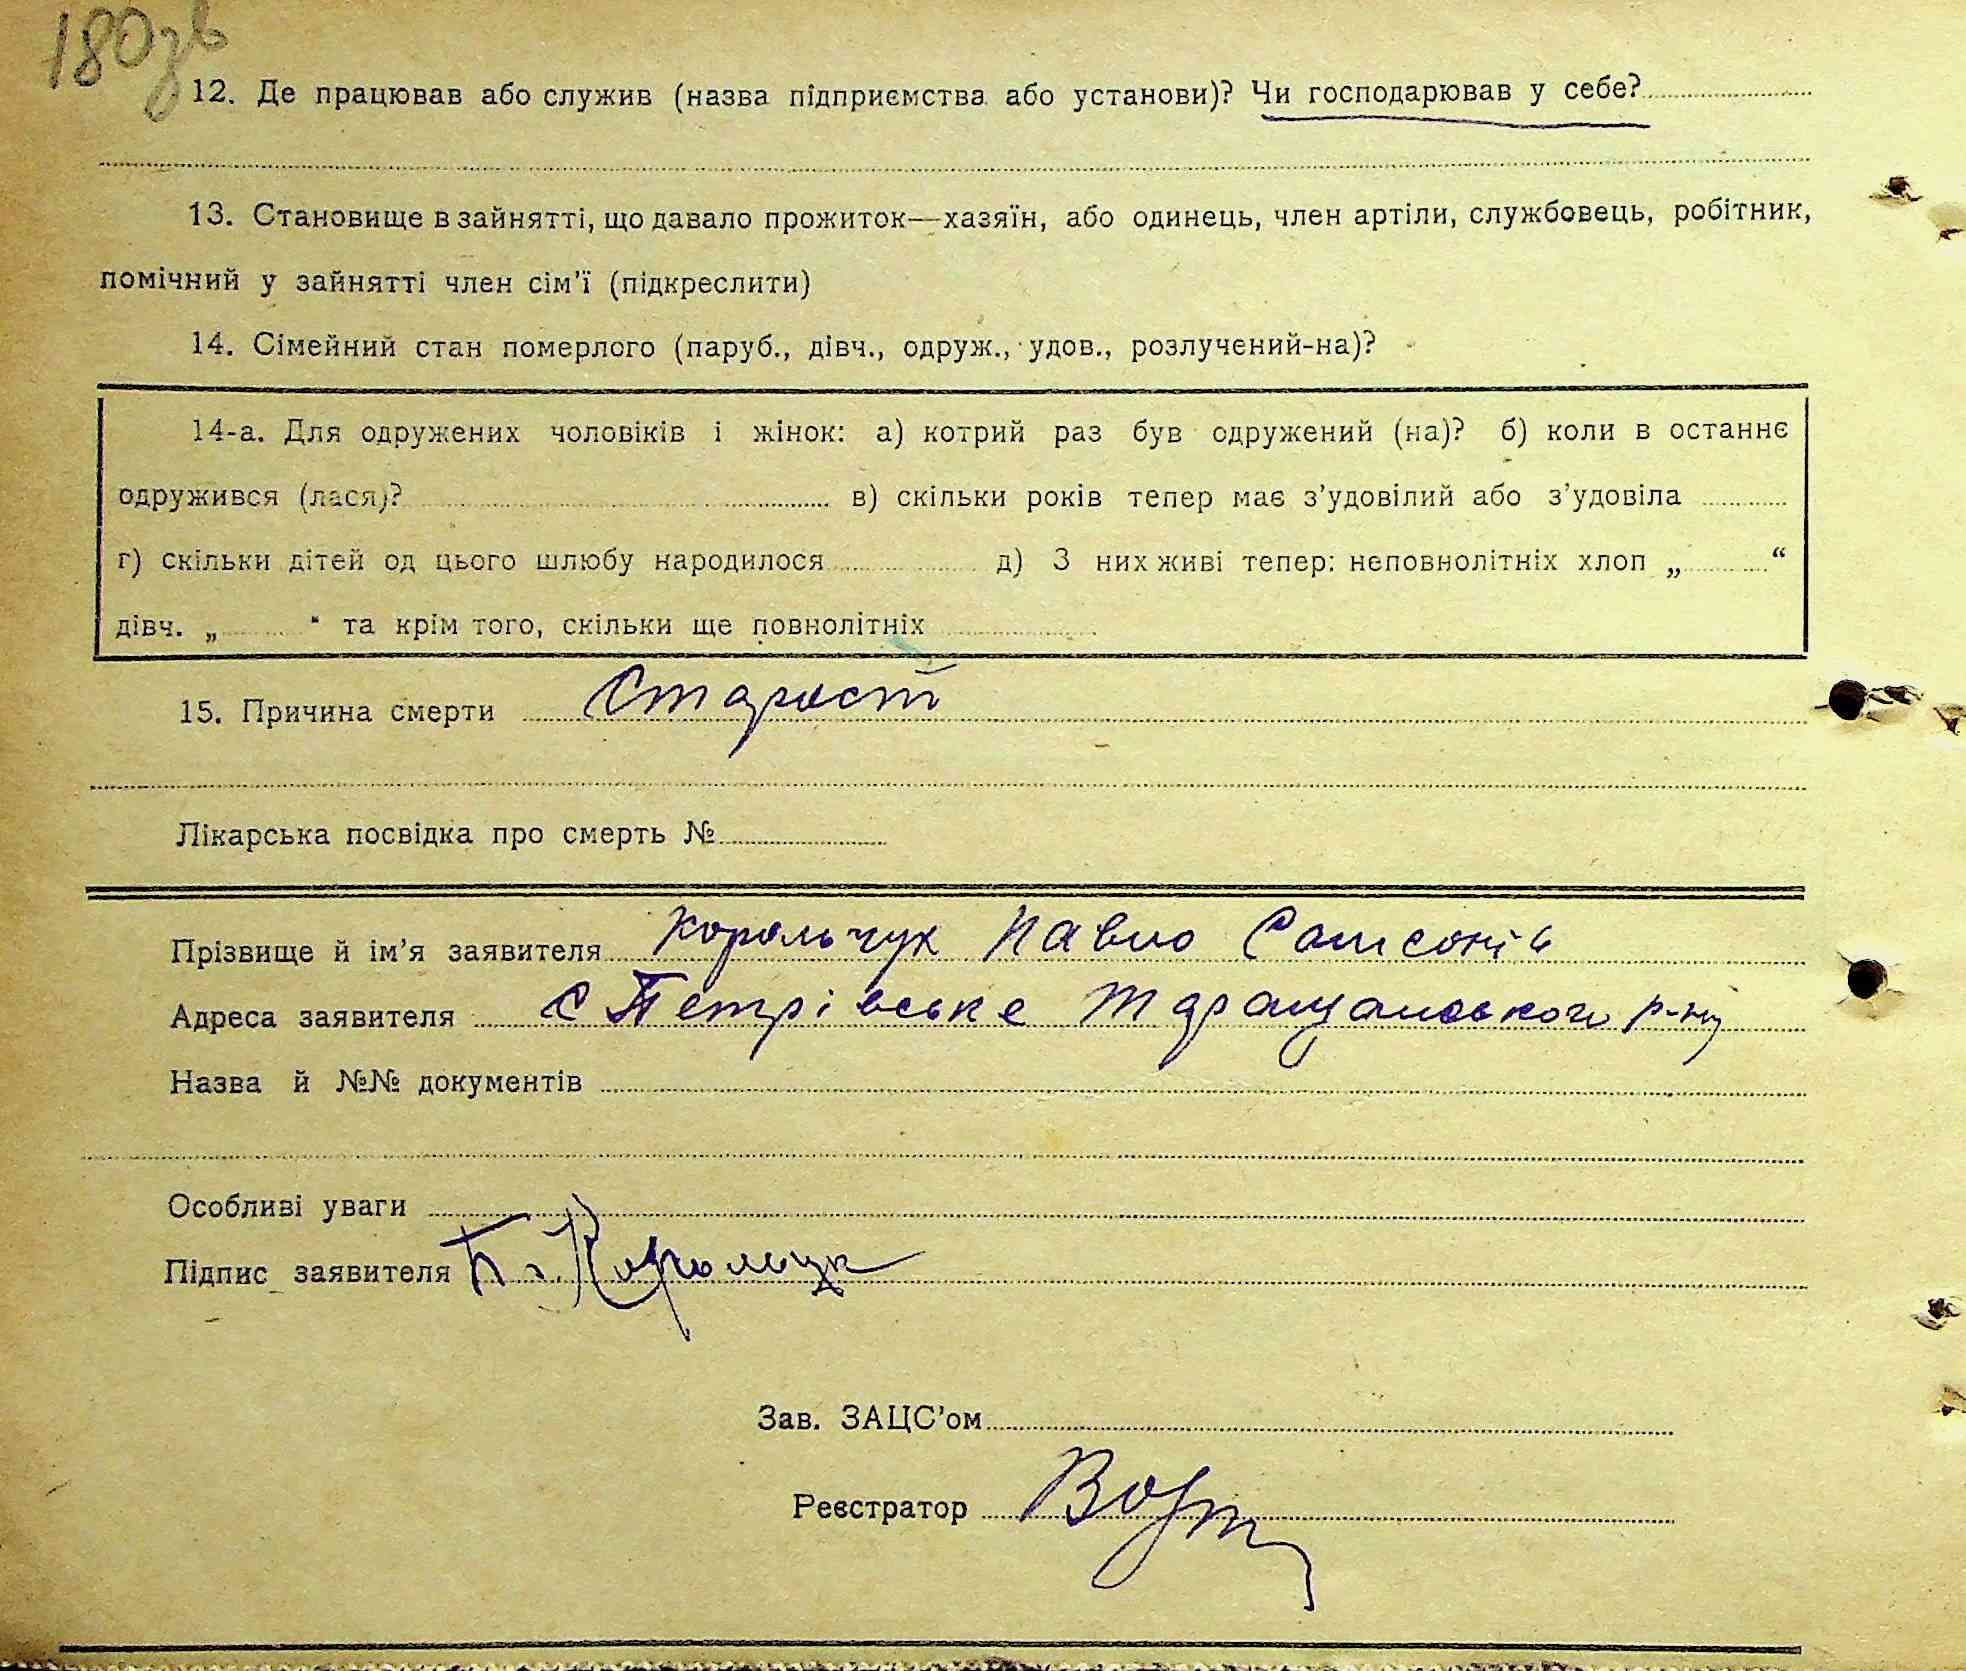 180зв
12. Де працював або служив (назва підприємства або установи)? Чи господарював у себе?
13. Становище в зайнятті, що давало прожиток—хазяїн, або одинець, член артіли, службовець, робітник,
помічний у зайнятті член сім'ї (підкреслити)
14. Сімейний стан померлого (паруб., дівч., одруж., удов., розлучений-на)?
14-а. Для одружених чоловіків і жінок: а) котрий раз був одружений (на)? б) коли в останнє
одружився (лася)? в) скільки років тепер має з'удовілий або з'удовіла
г) скільки дітей од цього шлюбу народилося д) З них живі тепер: неповнолітніх хлоп „ “
дівч. „ “ та крім того, скільки ще повнолітніх
15. Причина смерти Старост
Лікарська посвідка про смерть №
Прізвище й ім'я заявителя Корольчук Павло Самсонів
Адреса заявителя с Петрівське Таращанського р-ну
Назва й №№ документів
Особливі уваги
Підпис заявителя П. Корольчук
Зав. ЗАЦС'ом
Реєстратор